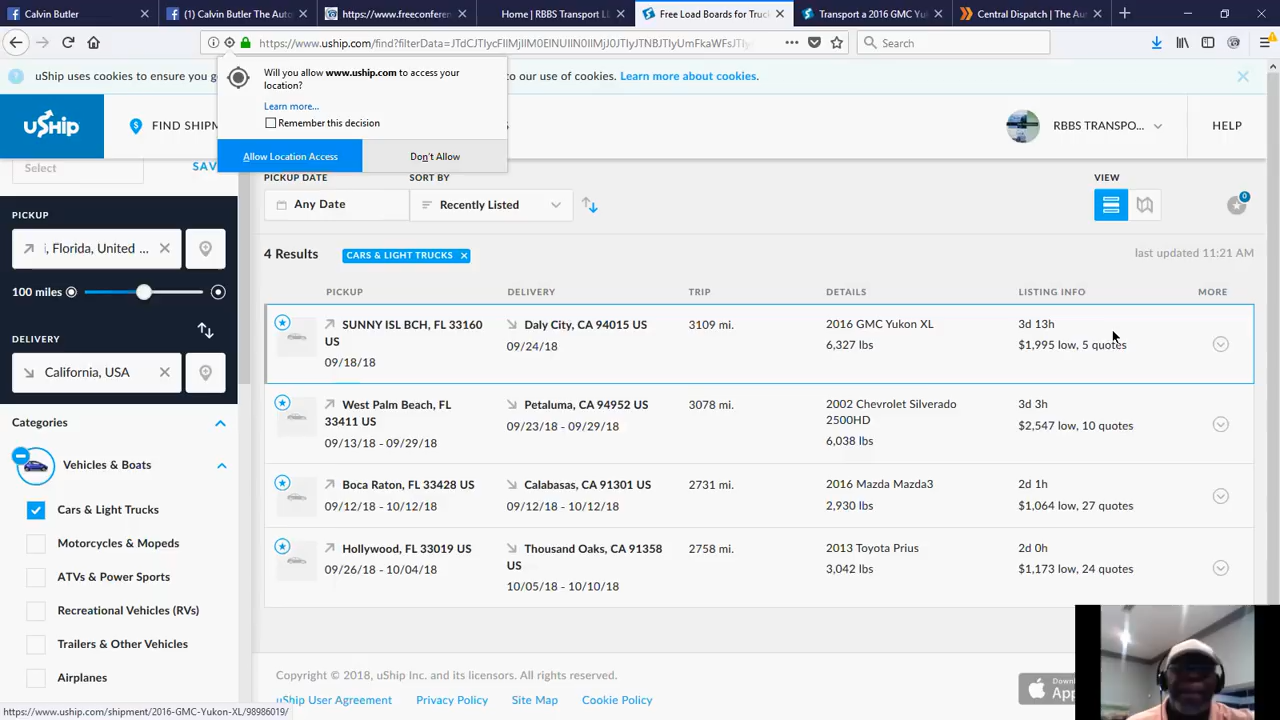 Calvin Butler
(1) Calvin Butler The Auto
https://www.freeconferen
Home | RBBS Transport LL
Free Load Boards for Truck
Transport a 2016 GMC Yuk
Central Dispatch | The Au
https://www.uship.com/find?filterData=JTdCJTIycFIlMjIlM0ElNUIlN0IlMjJ0JTIyJTNBJTIyUmFkaWFsJTIy
Search
uShip uses cookies to ensure you g
to our use of cookies. Learn more about cookies.
Will you allow www.uship.com to access your
location?
Learn more...
Remember this decision
Allow Location Access
Don't Allow
uShip
FIND SHIPM
RBBS TRANSPO...
HELP
Select
SAV
PICKUP DATE
SORT BY
VIEW
Any Date
Recently Listed
0
PICKUP
, Florida, United ...
100 miles
DELIVERY
California, USA
Categories
Vehicles & Boats
Cars & Light Trucks
Motorcycles & Mopeds
ATVs & Power Sports
Recreational Vehicles (RVs)
Trailers & Other Vehicles
Airplanes
4 Results
CARS & LIGHT TRUCKS
last updated 11:21 AM
PICKUP DELIVERY TRIP DETAILS LISTING INFO MORE
SUNNY ISL BCH, FL 33160 Daly City, CA 94015 US 3109 mi. 2016 GMC Yukon XL 3d 13h
US 09/24/18 6,327 lbs $1,995 low, 5 quotes
09/18/18
West Palm Beach, FL Petaluma, CA 94952 US 3078 mi. 2002 Chevrolet Silverado 3d 3h
33411 US 09/23/18 - 09/29/18 2500HD $2,547 low, 10 quotes
09/13/18 - 09/29/18 6,038 lbs
Boca Raton, FL 33428 US Calabasas, CA 91301 US 2731 mi. 2016 Mazda Mazda3 2d 1h
09/12/18 - 10/12/18 09/12/18 - 10/12/18 2,930 lbs $1,064 low, 27 quotes
Hollywood, FL 33019 US Thousand Oaks, CA 91358 2758 mi. 2013 Toyota Prius 2d 0h
09/26/18 - 10/04/18 US 3,042 lbs $1,173 low, 24 quotes
10/05/18 - 10/10/18
Copyright © 2018, uShip Inc. and its licensors. All rights reserved.
uShip User Agreement Privacy Policy Site Map Cookie Policy
Downl
App
https://www.uship.com/shipment/2016-GMC-Yukon-XL/98986019/